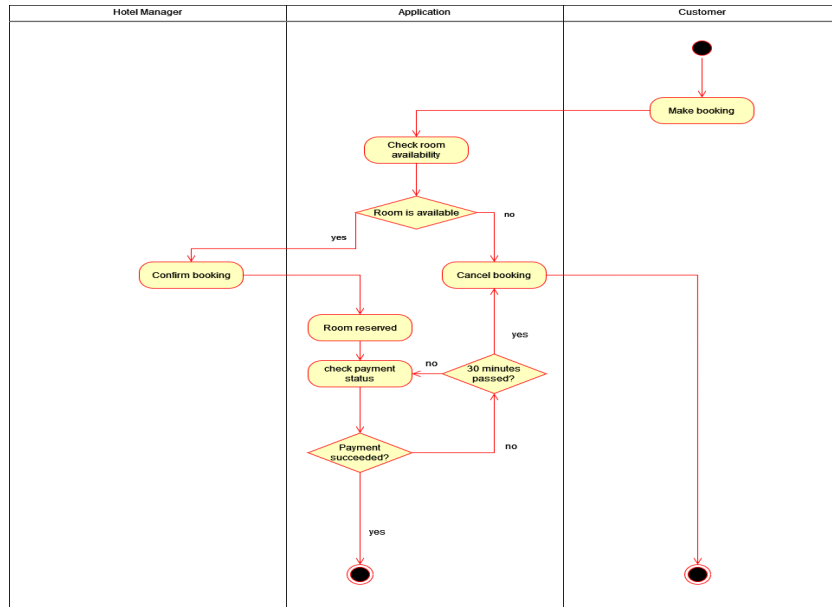 Hotel Manager
Application
Customer
Make booking
Check room
availability
Room is available
no
yes
Confirm booking
Cancel booking
Room reserved
yes
no
check payment
status
30 minutes
passed?
Payment
succeeded?
no
yes